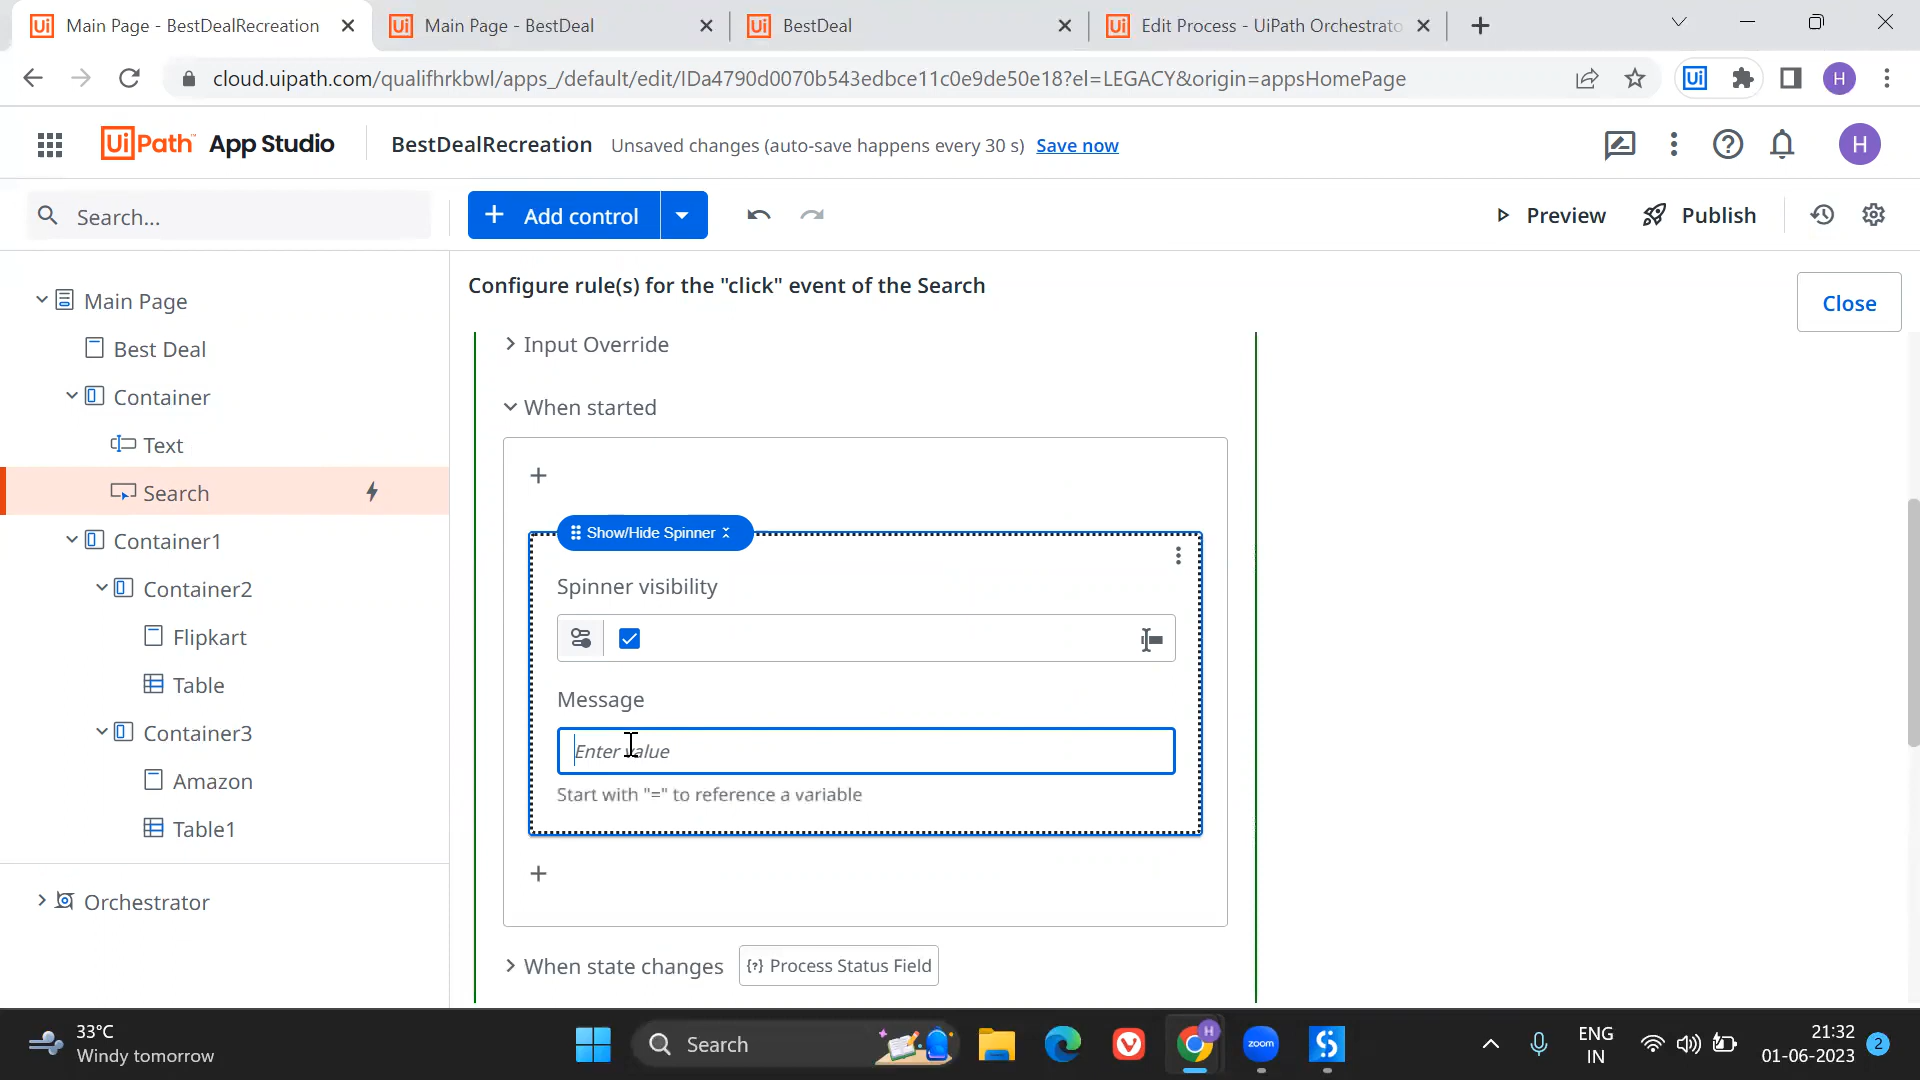 Main Page - BestDealRecreation
Main Page - BestDeal
BestDeal
Edit Process - UiPath Orchestrato
cloud.uipath.com/qualifhrkbwl/apps_/default/edit/IDa4790d0070b543edbce11c0e9de50e18?el=LEGACY&origin=appsHomePage
Ui
H
UiPath App Studio
BestDealRecreation
Unsaved changes (auto-save happens every 30 s)
Save now
H
Search...
+ Add control
Preview
Publish
Main Page
Best Deal
Container
Text
Search
Container1
Container2
Flipkart
Table
Container3
Amazon
Table1
Orchestrator
Configure rule(s) for the "click" event of the Search
Close
Input Override
When started
+
Show/Hide Spinner
Spinner visibility
Message
Enter value
Start with "=" to reference a variable
+
When state changes
{?} Process Status Field
33°C
Windy tomorrow
Search
H
zoom
ENG
IN
21:32
01-06-2023
2